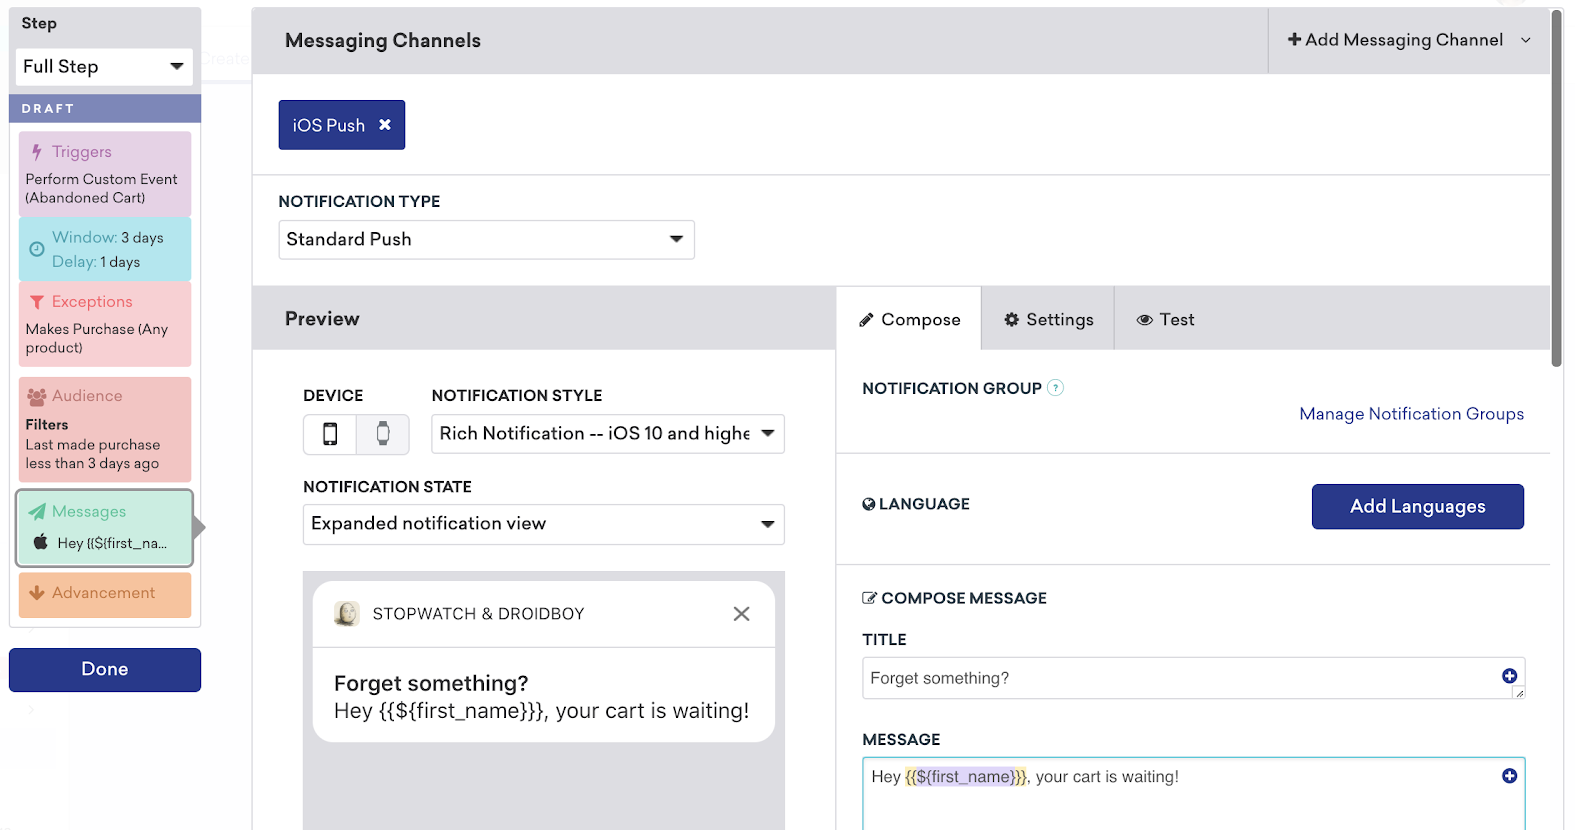 Step
Full Step
Create
DRAFT
Triggers
Perform Custom Event
(Abandoned Cart)
Window: 3 days
Delay: 1 days
Exceptions
Makes Purchase (Any
product)
Audience
Filters
Last made purchase
less than 3 days ago
Messages
Hey {{${first_na...
Advancement
Done
Messaging Channels
Add Messaging Channel
iOS Push
NOTIFICATION TYPE
Standard Push
Preview
Compose
Settings
Test
DEVICE
NOTIFICATION STYLE
Rich Notification -- iOS 10 and highe
NOTIFICATION STATE
Expanded notification view
STOPWATCH & DROIDBOY
Forget something?
Hey {{${first_name}}}, your cart is waiting!
NOTIFICATION GROUP ?
Manage Notification Groups
LANGUAGE
Add Languages
COMPOSE MESSAGE
TITLE
Forget something?
MESSAGE
Hey {{${first_name}}}, your cart is waiting!